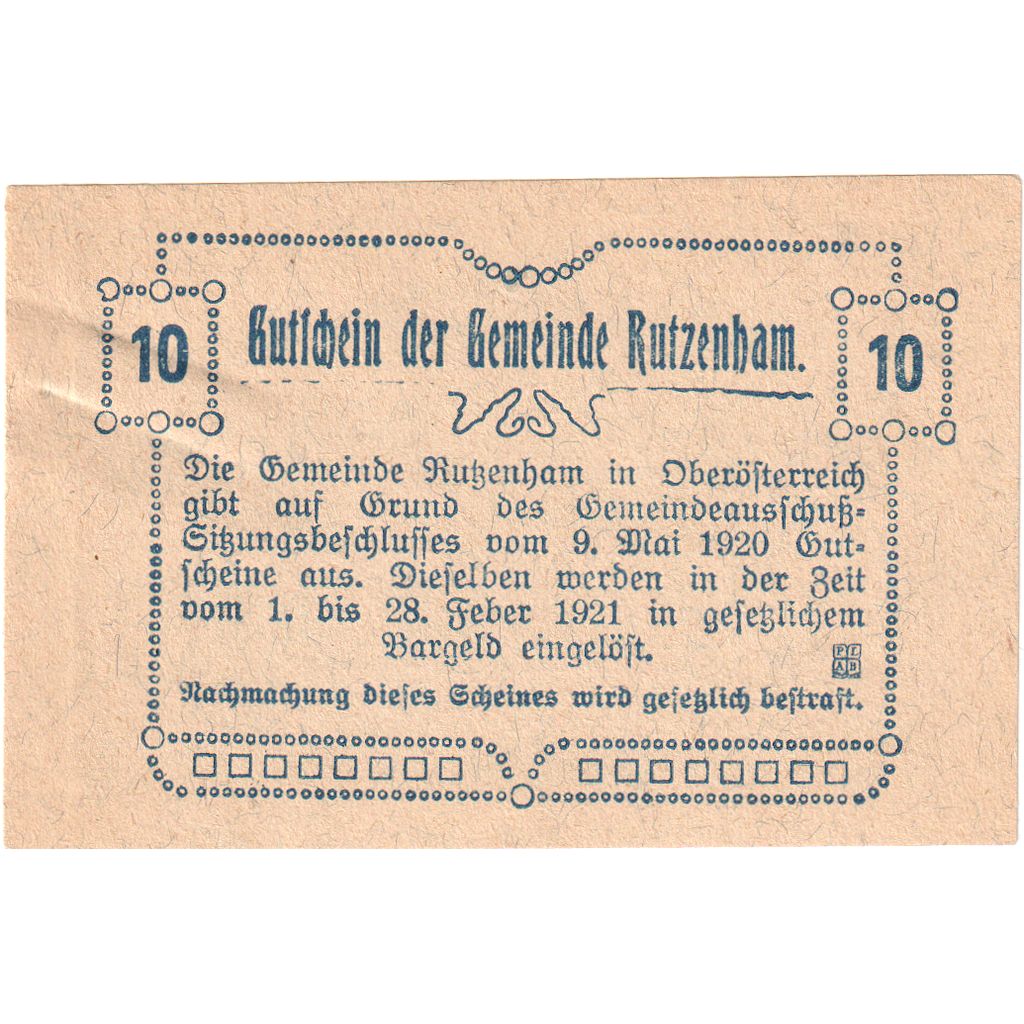 10 Gutschein der Gemeinde Rutzenham. 10
Die Gemeinde Rutzenham in Oberösterreich
gibt auf Grund des Gemeindeausschuß-
Sitzungsbeschlusses vom 9. Mai 1920 Gut-
scheine aus. Dieselben werden in der Zeit
vom 1. bis 28. Feber 1921 in gesetzlichem
Bargeld eingelöst.
Nachmachung dieses Scheines wird gesetzlich bestraft.